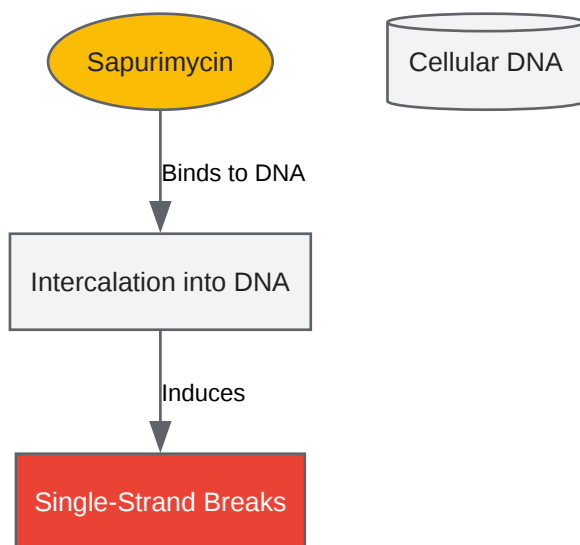 Sapurimycin
Cellular DNA
Binds to DNA
Intercalation into DNA
Induces
Single-Strand Breaks